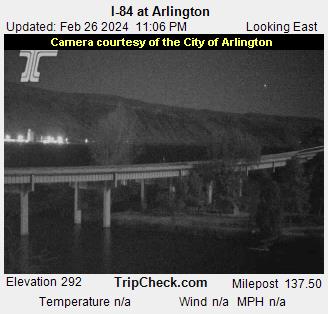 I-84 at Arlington
Updated: Feb 26 2024 11:06 PM Looking East
Camera courtesy of the City of Arlington
Elevation 292 TripCheck.com Milepost 137.50
Temperature n/a Wind n/a MPH n/a